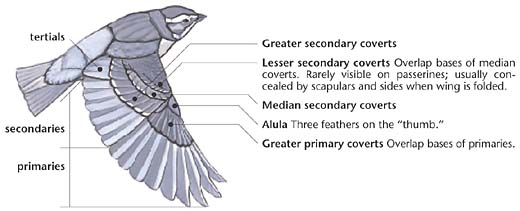 tertials
Greater secondary coverts
Lesser secondary coverts Overlap bases of median
coverts. Rarely visible on passerines; usually con-
cealed by scapulars and sides when wing is folded.
Median secondary coverts
Alula Three feathers on the “thumb.”
secondaries
Greater primary coverts Overlap bases of primaries.
primaries